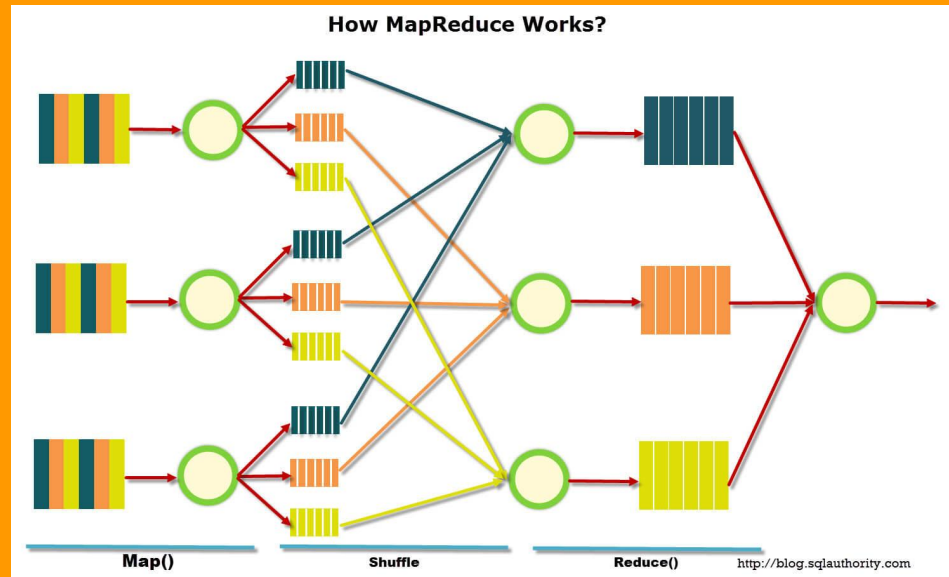 How MapReduce Works?
Map()
Shuffle
Reduce()
http://blog.sqlauthority.com